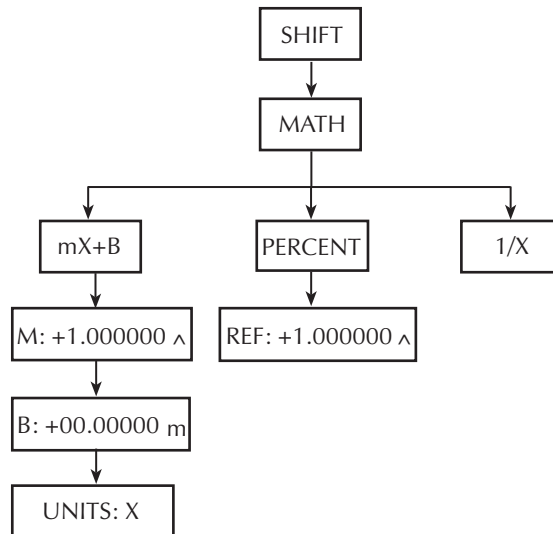 SHIFT
MATH
mX+B
PERCENT
1/X
M: +1.000000 ^
REF: +1.000000 ^
B: +00.00000 m
UNITS: X